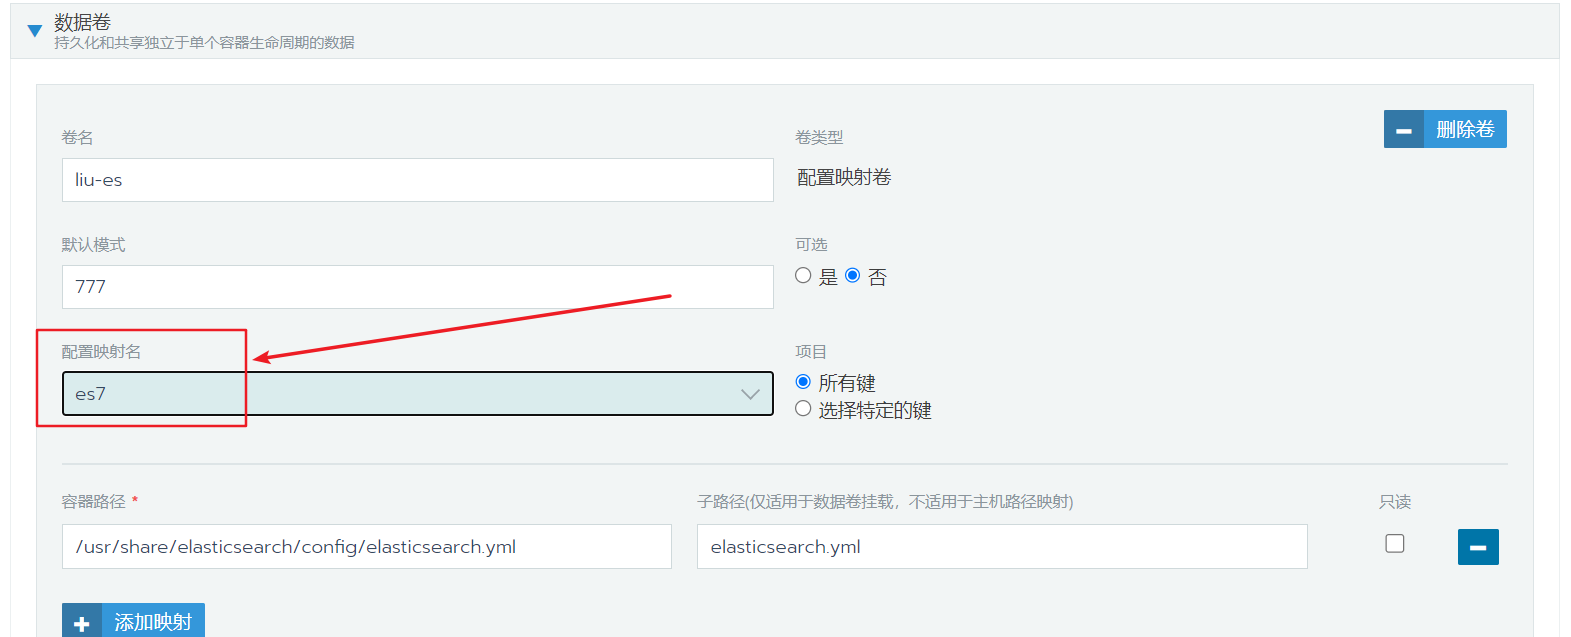 数据卷
持久化和共享独立于单个容器生命周期的数据
删除卷
卷名
卷类型
liu-es
配置映射卷
默认模式
可选
777
是 否
配置映射名
项目
es7
所有键
选择特定的键
容器路径 *
子路径(仅适用于数据卷挂载，不适用于主机路径映射)
只读
/usr/share/elasticsearch/config/elasticsearch.yml
elasticsearch.yml
添加映射